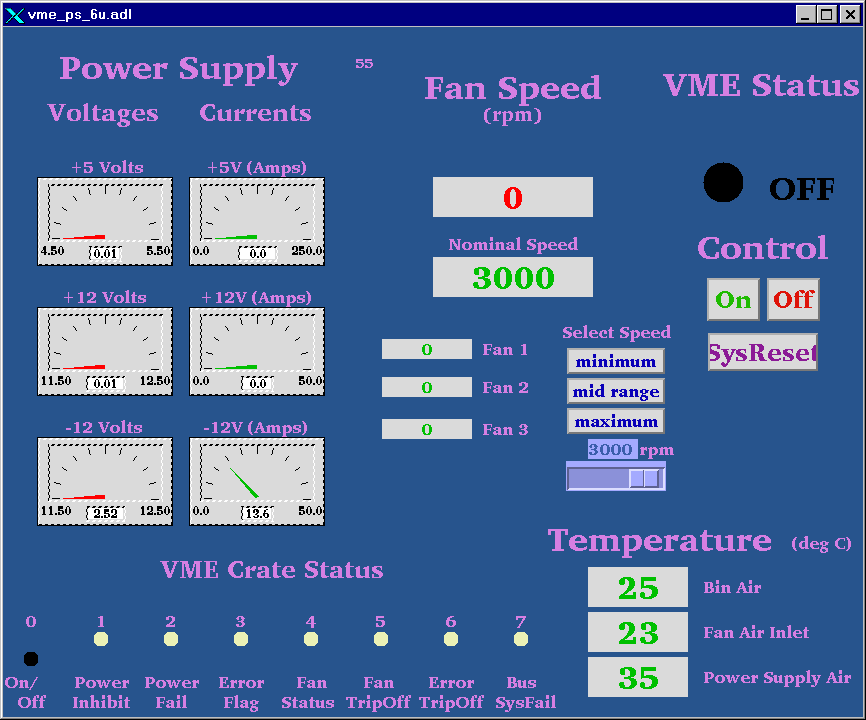 vme_ps_6u.adl
Power Supply
55
Voltages
Currents
+5 Volts
4.50
5.50
0.01
+5V (Amps)
0.0
250.0
0.0
+12 Volts
11.50
12.50
0.01
+12V (Amps)
0.0
50.0
0.0
-12 Volts
11.50
12.50
2.52
-12V (Amps)
0.0
50.0
13.6
Fan Speed
(rpm)
0
Nominal Speed
3000
0 Fan 1
0 Fan 2
0 Fan 3
Select Speed
minimum
mid range
maximum
3000 rpm
VME Status
OFF
Control
On Off
SysReset
Temperature (deg C)
25 Bin Air
23 Fan Air Inlet
35 Power Supply Air
VME Crate Status
0 1 2 3 4 5 6 7
On/ Off
Power Inhibit
Power Fail
Error Flag
Fan Status
Fan TripOff
Error TripOff
Bus SysFail